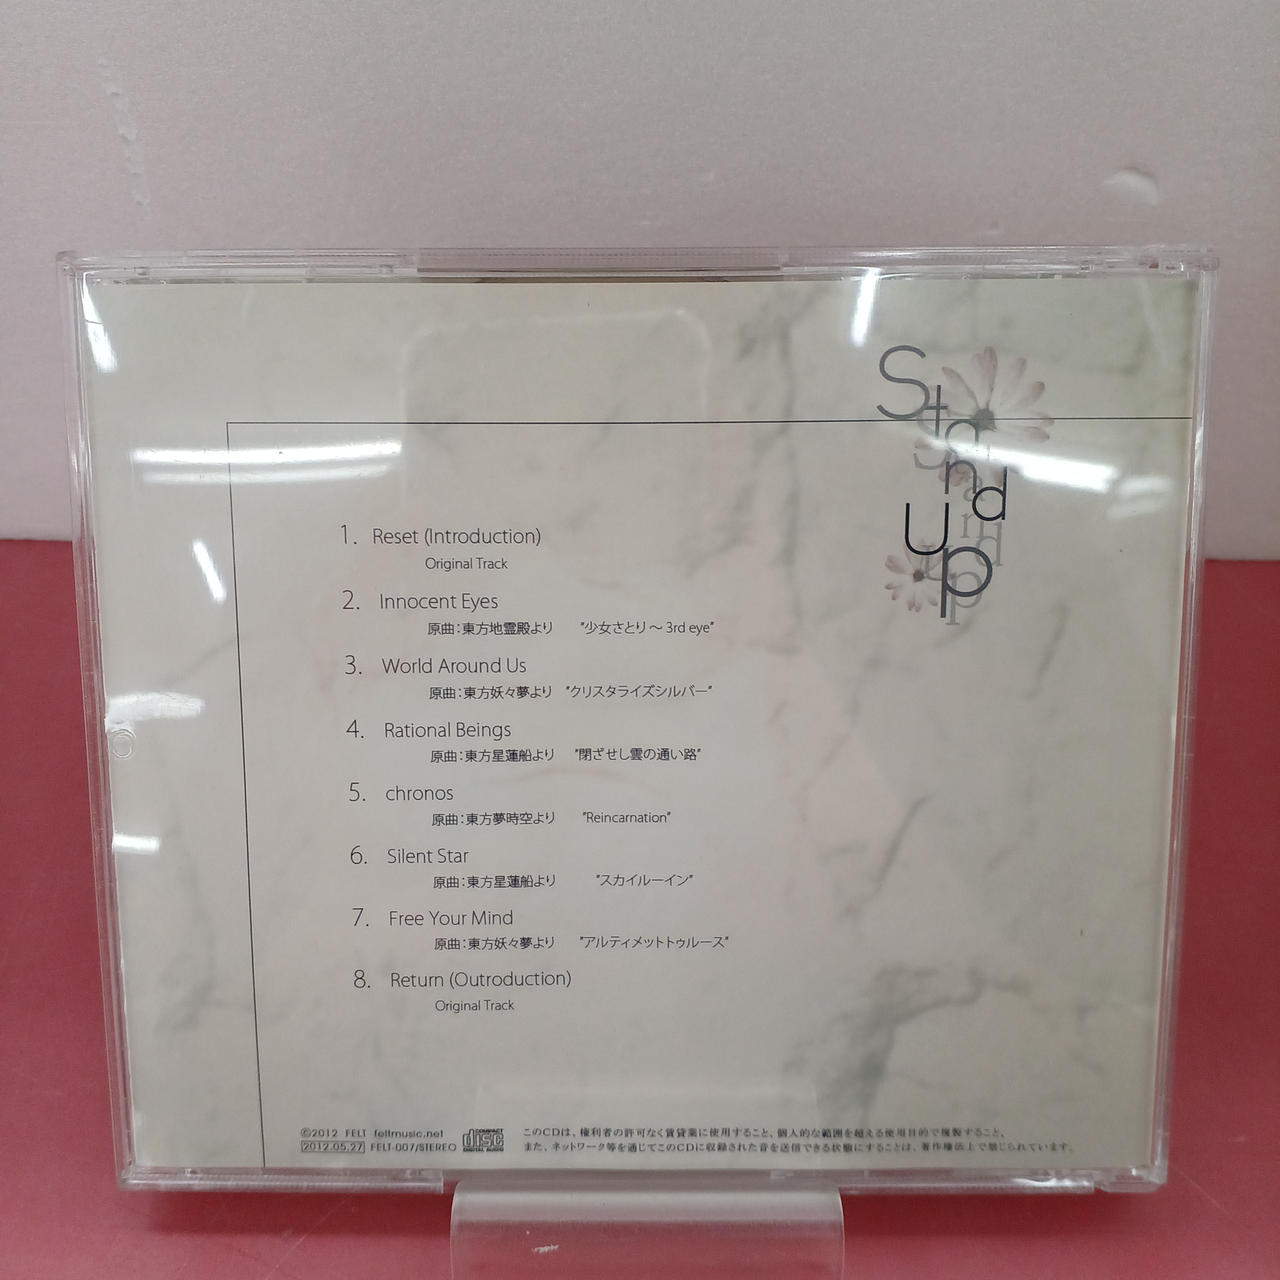 Stand Up
Stand Up
1. Reset (Introduction)
Original Track
2. Innocent Eyes
原曲：東方地霊殿より "少女さとり～3rd eye"
3. World Around Us
原曲：東方妖々夢より "クリスタライズシルバー"
4. Rational Beings
原曲：東方星蓮船より "閉ざせし雲の通い路"
5. chronos
原曲：東方夢時空より "Reincarnation"
6. Silent Star
原曲：東方星蓮船より "スカイルーイン"
7. Free Your Mind
原曲：東方妖々夢より "アルティメットトゥルース"
8. Return (Outroduction)
Original Track
©2012 FELT feltmusic.net
2012.05.27 FELT-007/STEREO
COMPACT disc DIGITAL AUDIO
このCDは、権利者の許可なく賃貸業に使用すること、個人的な範囲を超える使用目的で複製すること、
また、ネットワーク等を通じてこのCDに収録された音を送信できる状態にすることは、著作権法上で禁じられています。